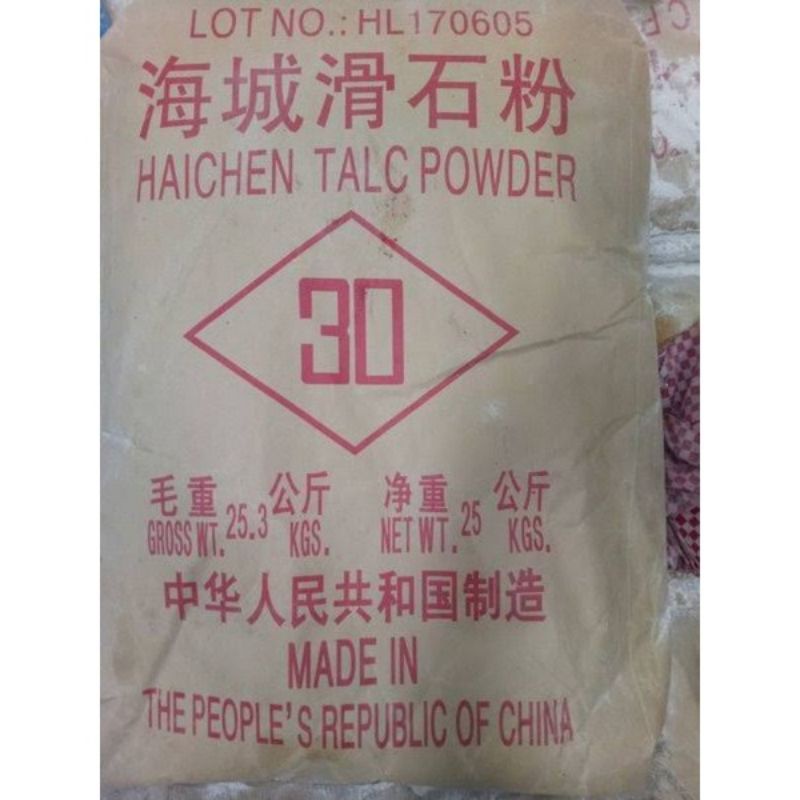 LOT NO.: HL170605
海城滑石粉
HAICHEN TALC POWDER
30
毛重 25.3 公斤 净重 25 公斤
GROSS WT. KGS. NET WT. KGS.
中华人民共和国制造
MADE IN
THE PEOPLE'S REPUBLIC OF CHINA